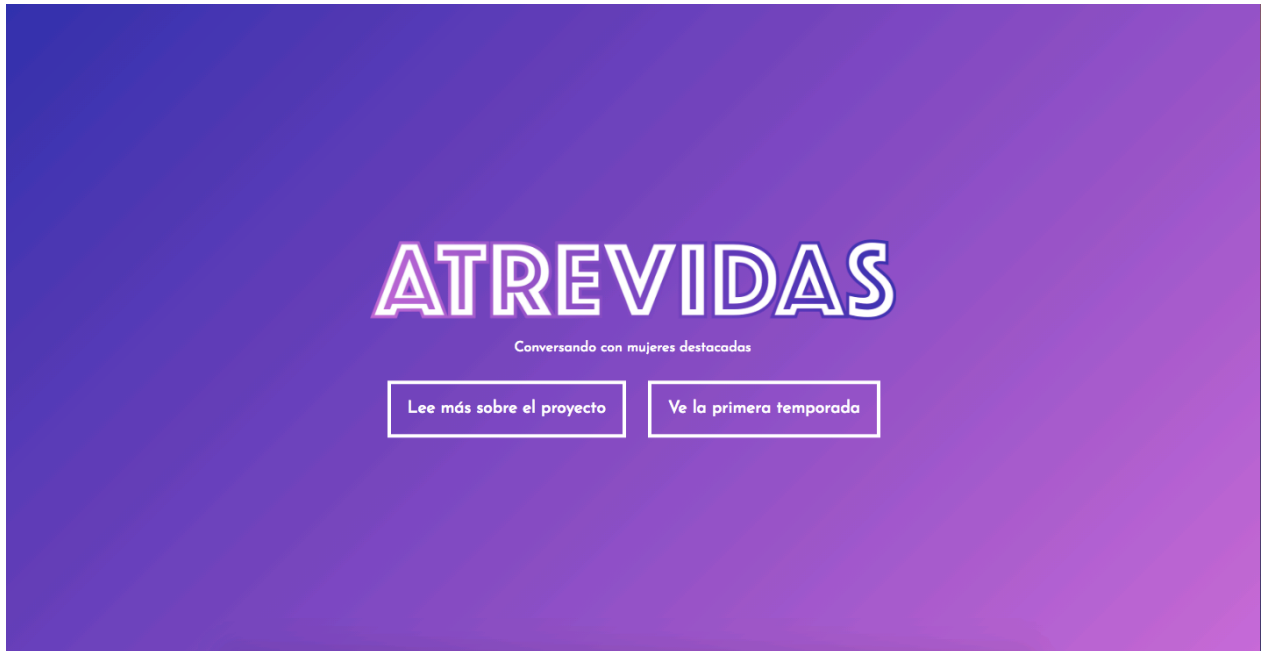 ATREVIDAS
Conversando con mujeres destacadas
Lee más sobre el proyecto
Ve la primera temporada